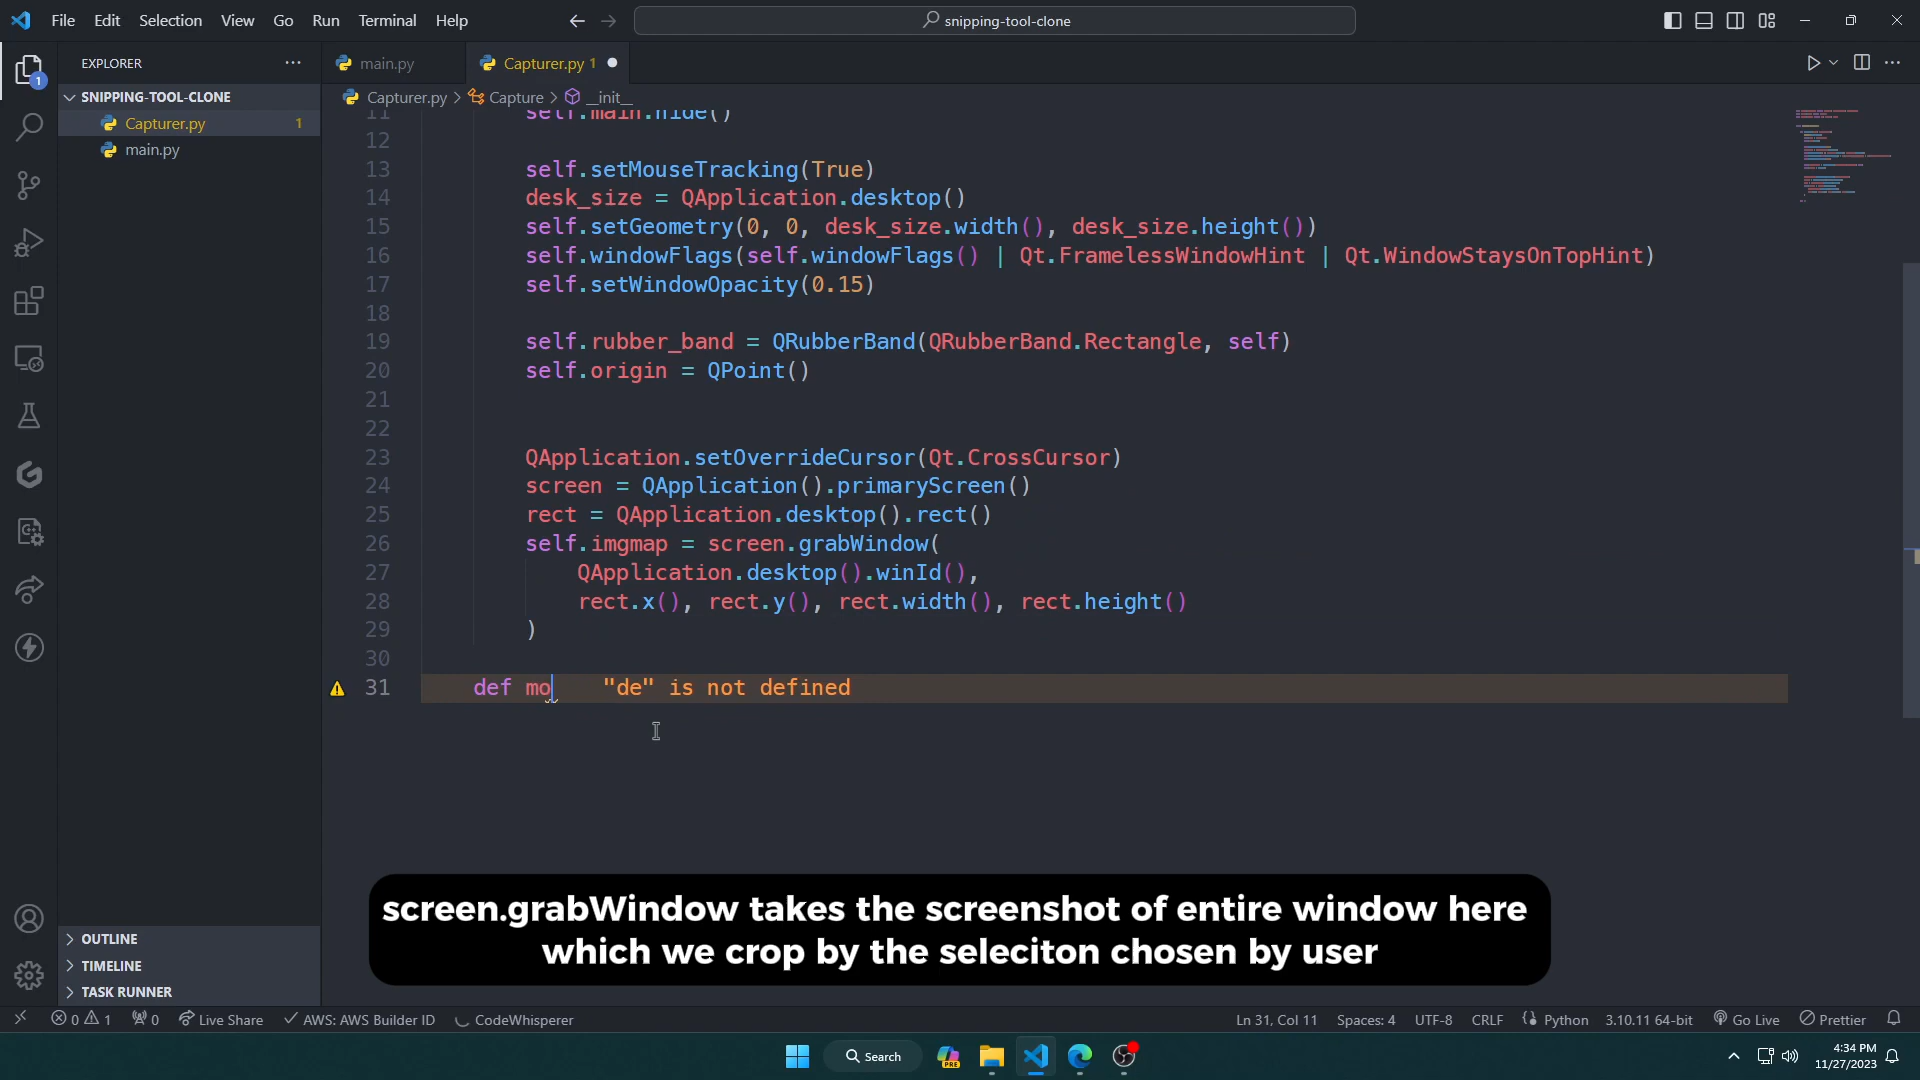 File Edit Selection View Go Run Terminal Help
snipping-tool-clone
EXPLORER
main.py
Capturer.py 1
1
SNIPPING-TOOL-CLONE
Capturer.py 1
main.py
Capturer.py > Capture > __init__
11 self.main.hide()
12
13 self.setMouseTracking(True)
14 desk_size = QApplication.desktop()
15 self.setGeometry(0, 0, desk_size.width(), desk_size.height())
16 self.windowFlags(self.windowFlags() | Qt.FramelessWindowHint | Qt.WindowStaysOnTopHint)
17 self.setWindowOpacity(0.15)
18
19 self.rubber_band = QRubberBand(QRubberBand.Rectangle, self)
20 self.origin = QPoint()
21
22
23 QApplication.setOverrideCursor(Qt.CrossCursor)
24 screen = QApplication().primaryScreen()
25 rect = QApplication.desktop().rect()
26 self.imgmap = screen.grabWindow(
27 QApplication.desktop().winId(),
28 rect.x(), rect.y(), rect.width(), rect.height()
29 )
30
31 def mo "de" is not defined
screen.grabWindow takes the screenshot of entire window here
which we crop by the seleciton chosen by user
OUTLINE
TIMELINE
TASK RUNNER
0 1 0 Live Share AWS: AWS Builder ID CodeWhisperer Ln 31, Col 11 Spaces: 4 UTF-8 CRLF Python 3.10.11 64-bit Go Live Prettier
Search
PRE
4:34 PM
11/27/2023